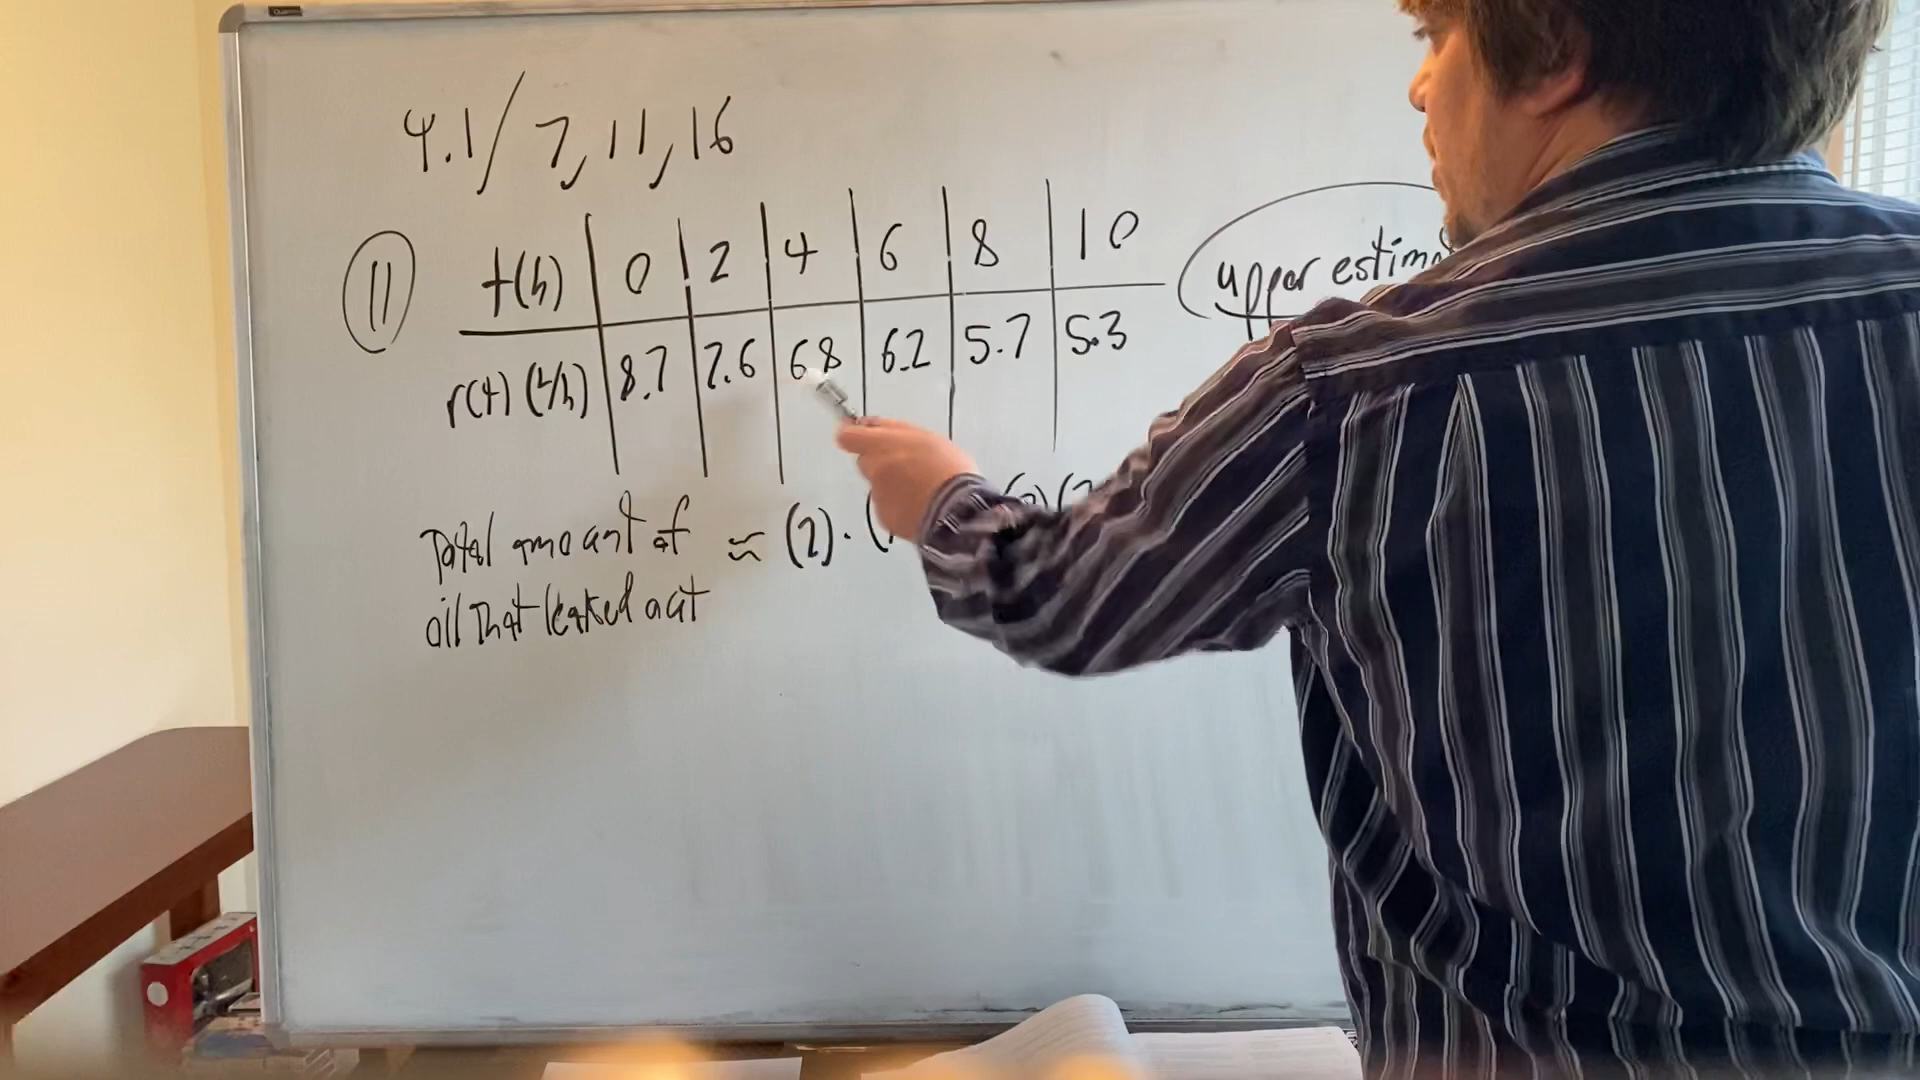 4.1/7,11,16
11 t(h) 0 2 4 6 8 10
upper estim
r(t) (L/h) 8.7 7.6 6.8 6.2 5.7 5.3
Total amount of ≈ (2).(
oil that leaked out